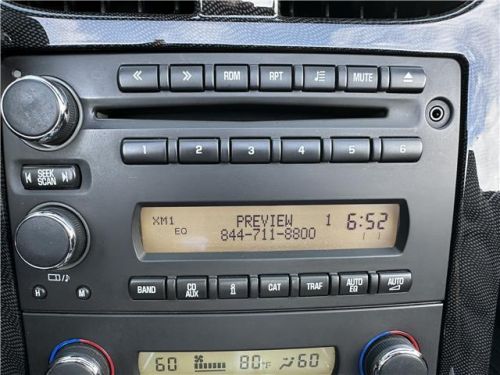 « » RDM RPT MUTE
1 2 3 4 5 6
SEEK
SCAN
XM1 PREVIEW 1 6:52
EQ 844-711-8800
H M BAND CD AUX i CAT TRAF AUTO EQ AUTO
60 80°F 60